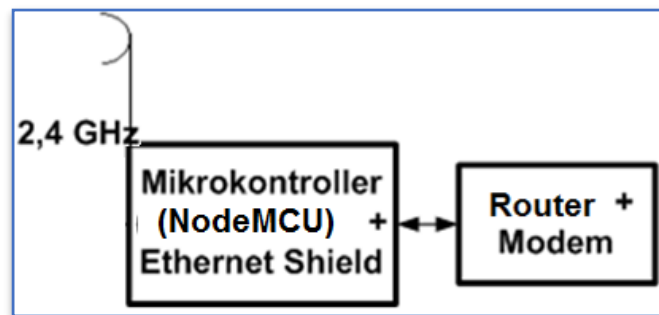 2,4 GHz
Mikrokontroller
(NodeMCU) +
Ethernet Shield
Router +
Modem